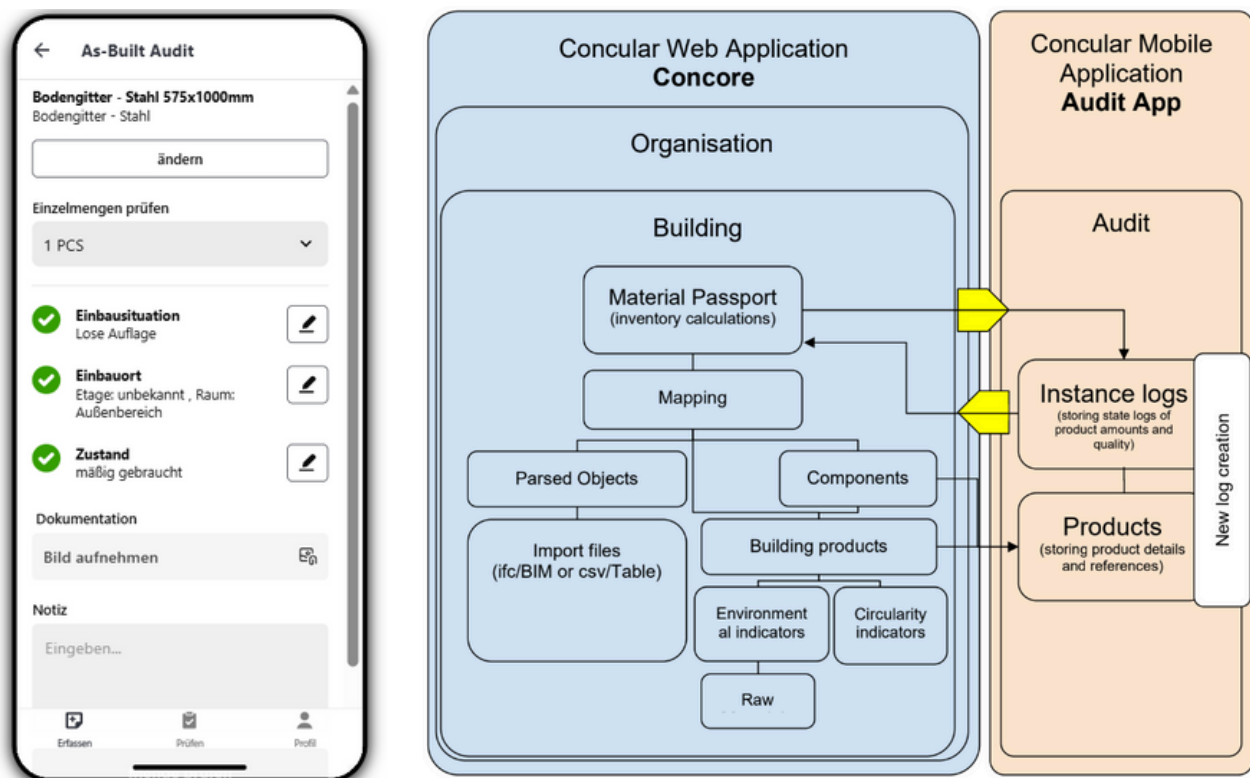 As-Built Audit
Bodengitter - Stahl 575x1000mm
Bodengitter - Stahl
ändern
Einzelmengen prüfen
1 PCS
Einbausituation
Lose Auflage
Einbauort
Etage: unbekannt , Raum:
Außenbereich
Zustand
mäßig gebraucht
Dokumentation
Bild aufnehmen
Notiz
Eingeben...
Erfassen
Prüfen
Profil
Concular Web Application
Concore
Organisation
Building
Material Passport
(inventory calculations)
Mapping
Parsed Objects
Components
Import files
(ifc/BIM or csv/Table)
Building products
Environment
al indicators
Circularity
indicators
Raw
Concular Mobile
Application
Audit App
Audit
Instance logs
(storing state logs of
product amounts and
quality)
Products
(storing product details
and references)
New log creation